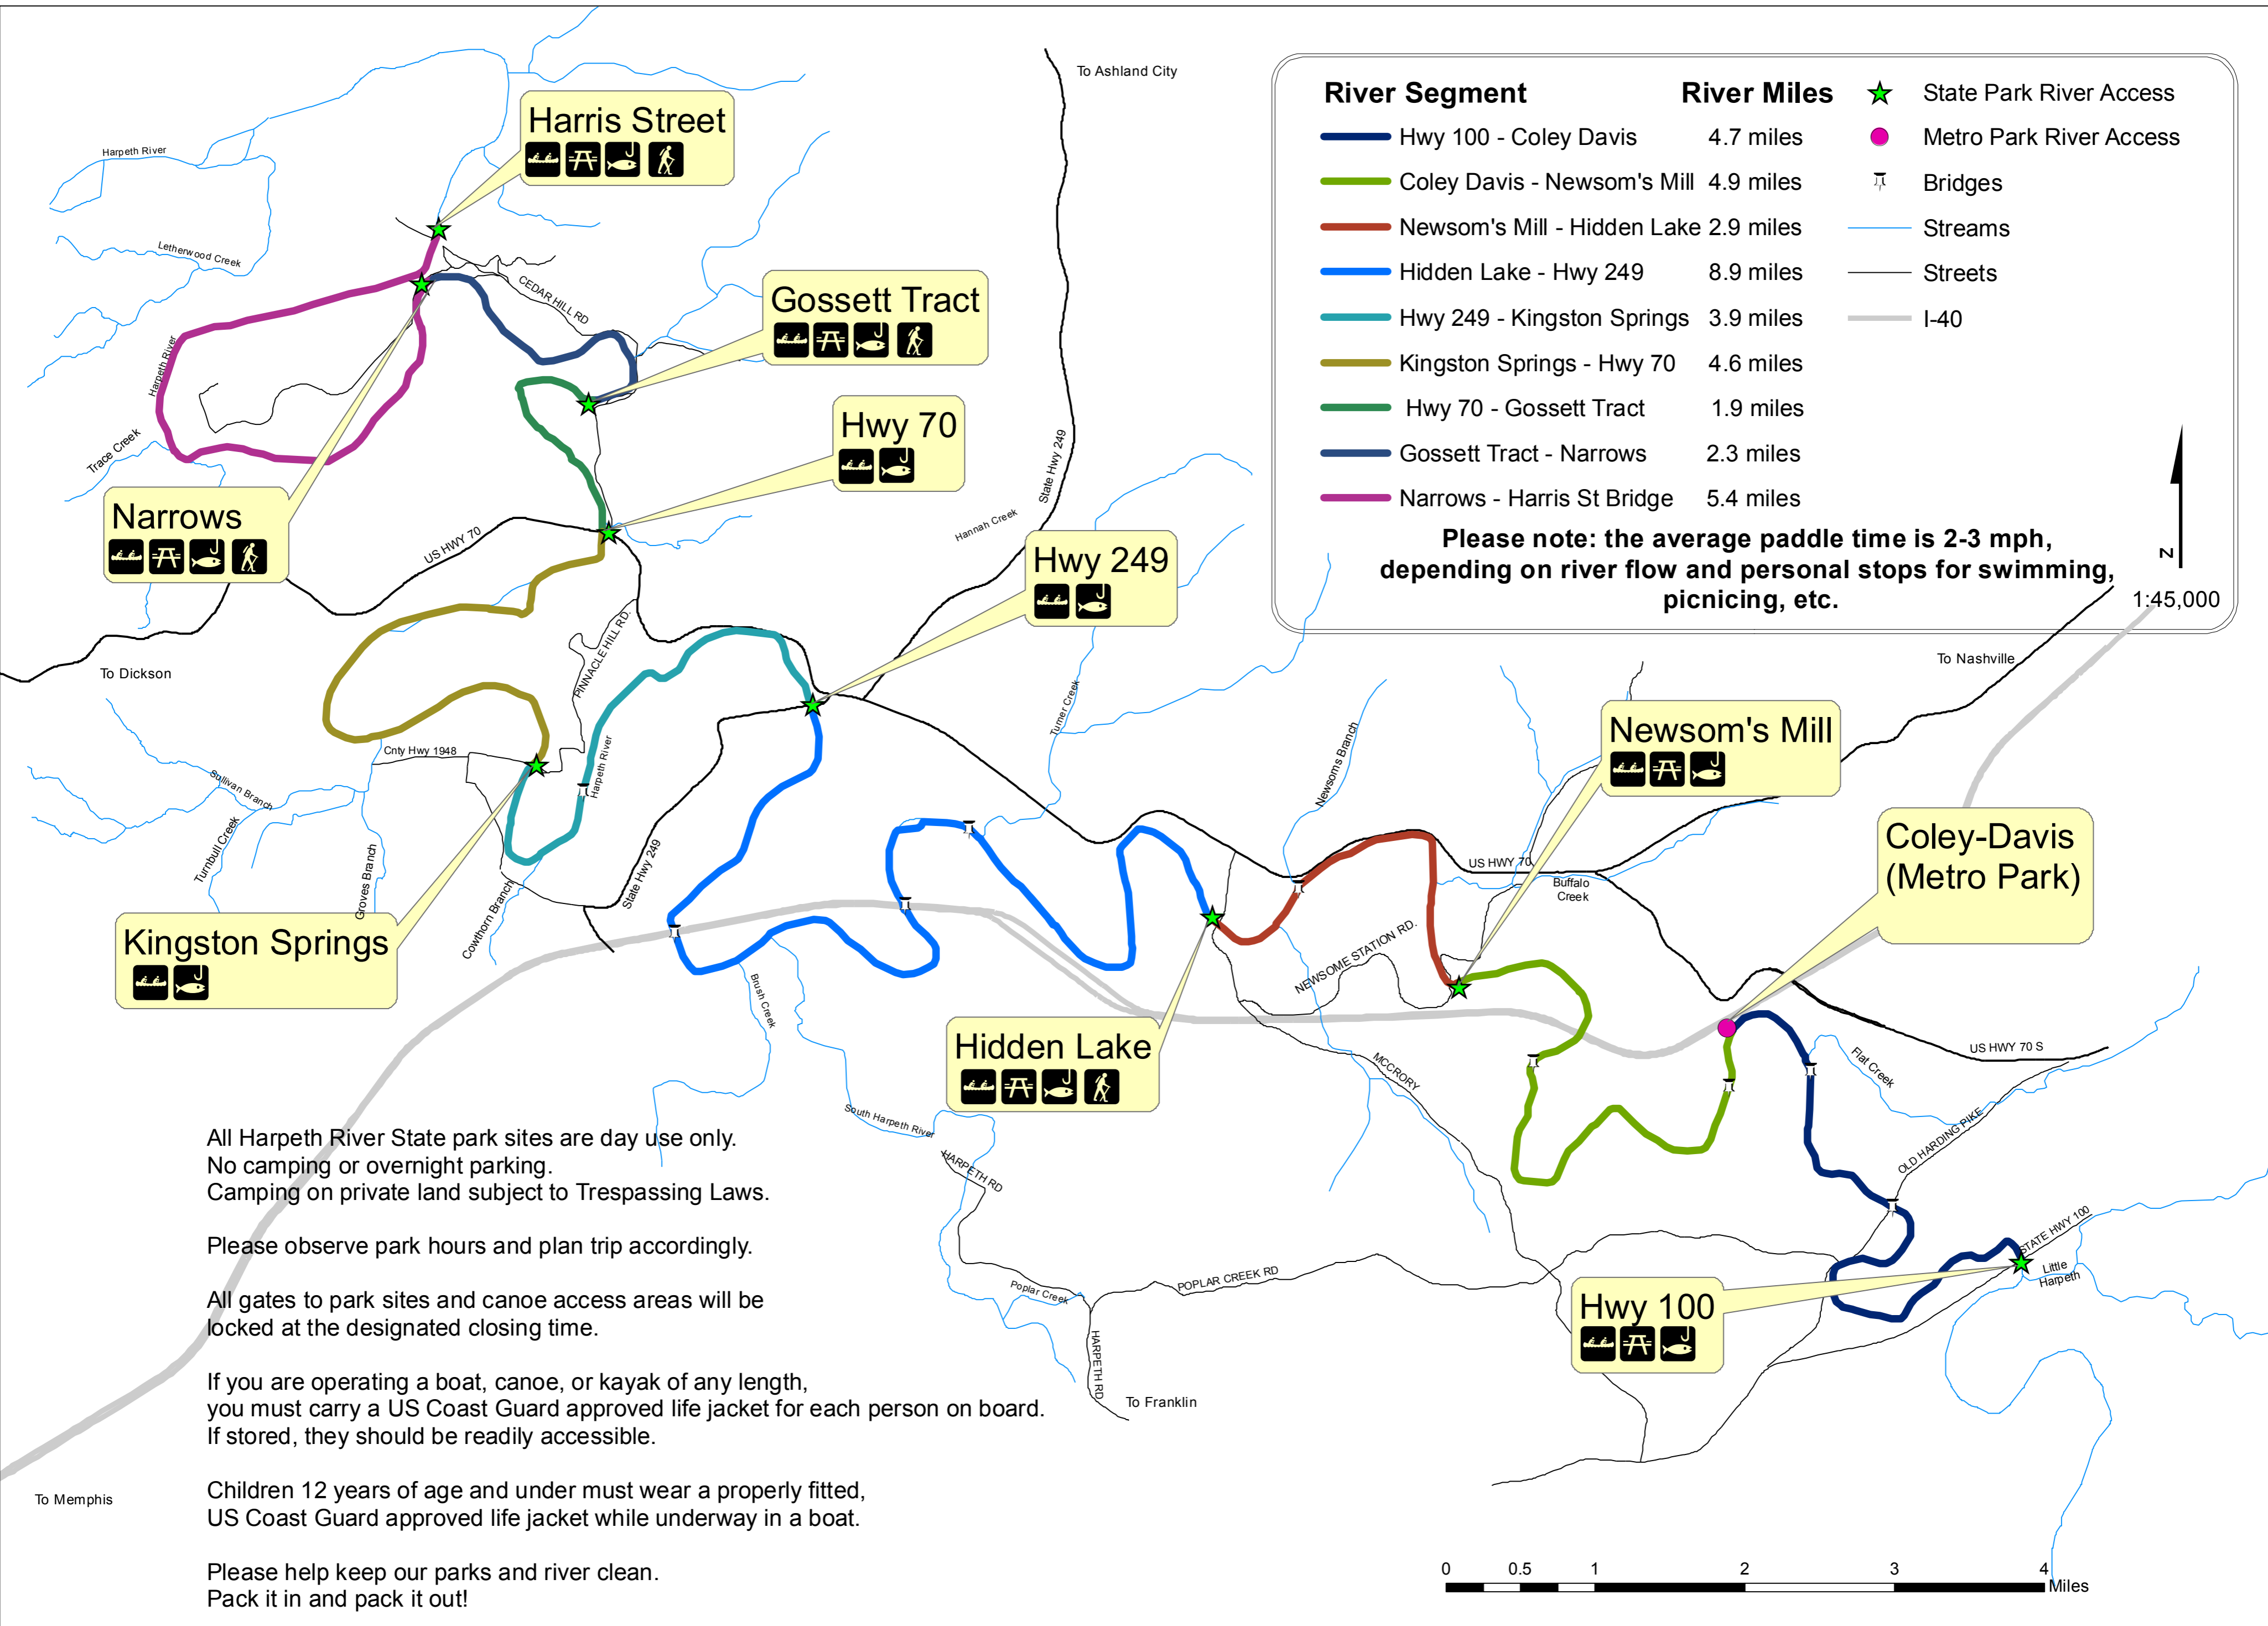 To Ashland City
River Segment River Miles
State Park River Access
Hwy 100 - Coley Davis 4.7 miles
Metro Park River Access
Coley Davis - Newsom's Mill 4.9 miles
Bridges
Newsom's Mill - Hidden Lake 2.9 miles
Streams
Hidden Lake - Hwy 249 8.9 miles
Streets
Hwy 249 - Kingston Springs 3.9 miles
I-40
Kingston Springs - Hwy 70 4.6 miles
Hwy 70 - Gossett Tract 1.9 miles
Gossett Tract - Narrows 2.3 miles
Narrows - Harris St Bridge 5.4 miles
Please note: the average paddle time is 2-3 mph,
depending on river flow and personal stops for swimming,
picnicing, etc.
N
1:45,000
Harris Street
Harpeth River
Letherwood Creek
CEDAR HILL RD
Gossett Tract
Harpeth River
Hwy 70
Trace Creek
State Hwy 249
Narrows
US HWY 70
Hannah Creek
Hwy 249
To Dickson
PINNACLE HILL RD.
Turner Creek
To Nashville
Newsom's Mill
Cnty Hwy 1948
Harpeth River
Newsoms Branch
Sullivan Branch
Turnbull Creek
Groves Branch
Cowthorn Branch
State Hwy 249
US HWY 70
Buffalo
Creek
Coley-Davis
(Metro Park)
Kingston Springs
NEWSOME STATION RD.
Brush Creek
Hidden Lake
MCCRORY
US HWY 70 S
Flat Creek
South Harpeth River
HARPETH RD
OLD HARDING PIKE
STATE HWY 100
Little
Harpeth
POPLAR CREEK RD
Poplar Creek
Hwy 100
HARPETH RD
To Franklin
All Harpeth River State park sites are day use only.
No camping or overnight parking.
Camping on private land subject to Trespassing Laws.
Please observe park hours and plan trip accordingly.
All gates to park sites and canoe access areas will be
locked at the designated closing time.
If you are operating a boat, canoe, or kayak of any length,
you must carry a US Coast Guard approved life jacket for each person on board.
If stored, they should be readily accessible.
Children 12 years of age and under must wear a properly fitted,
US Coast Guard approved life jacket while underway in a boat.
Please help keep our parks and river clean.
Pack it in and pack it out!
To Memphis
0 0.5 1 2 3 4
Miles